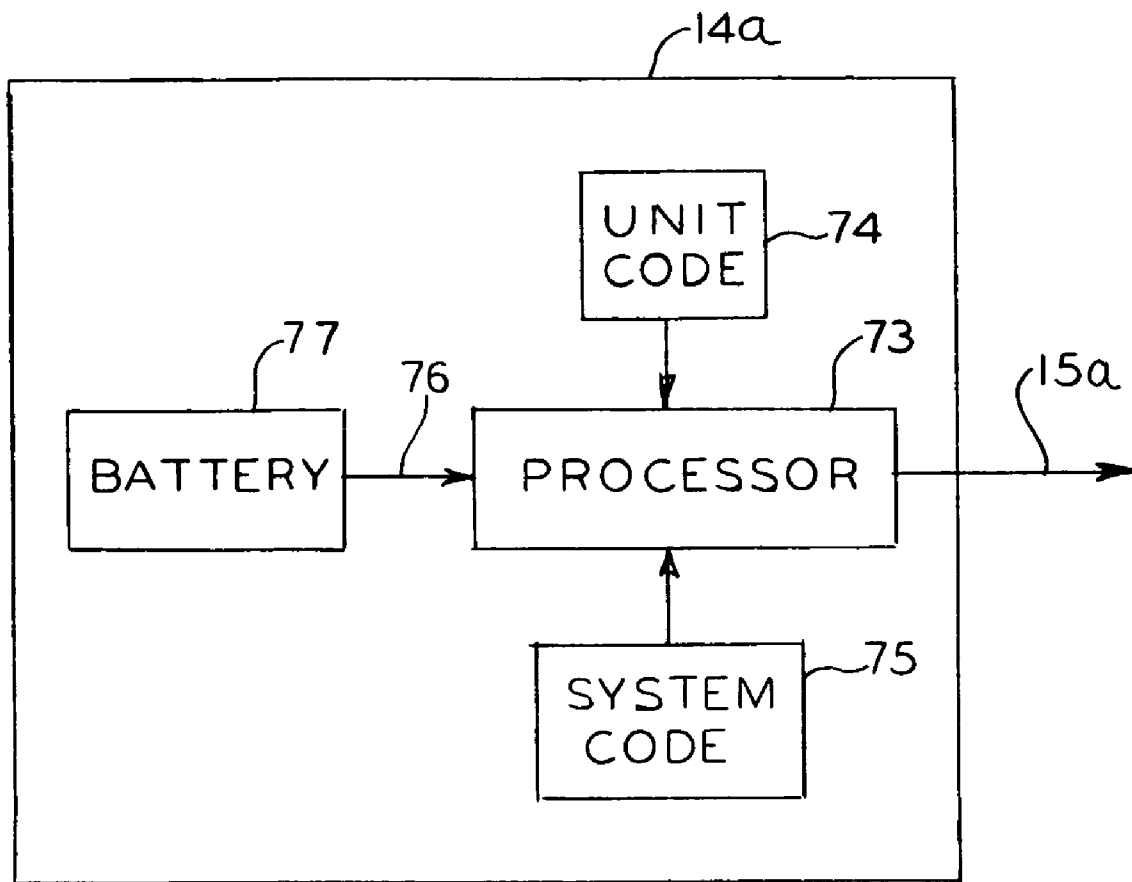 14a
UNIT
CODE
74
77
76
73
15a
BATTERY
PROCESSOR
SYSTEM
CODE
75